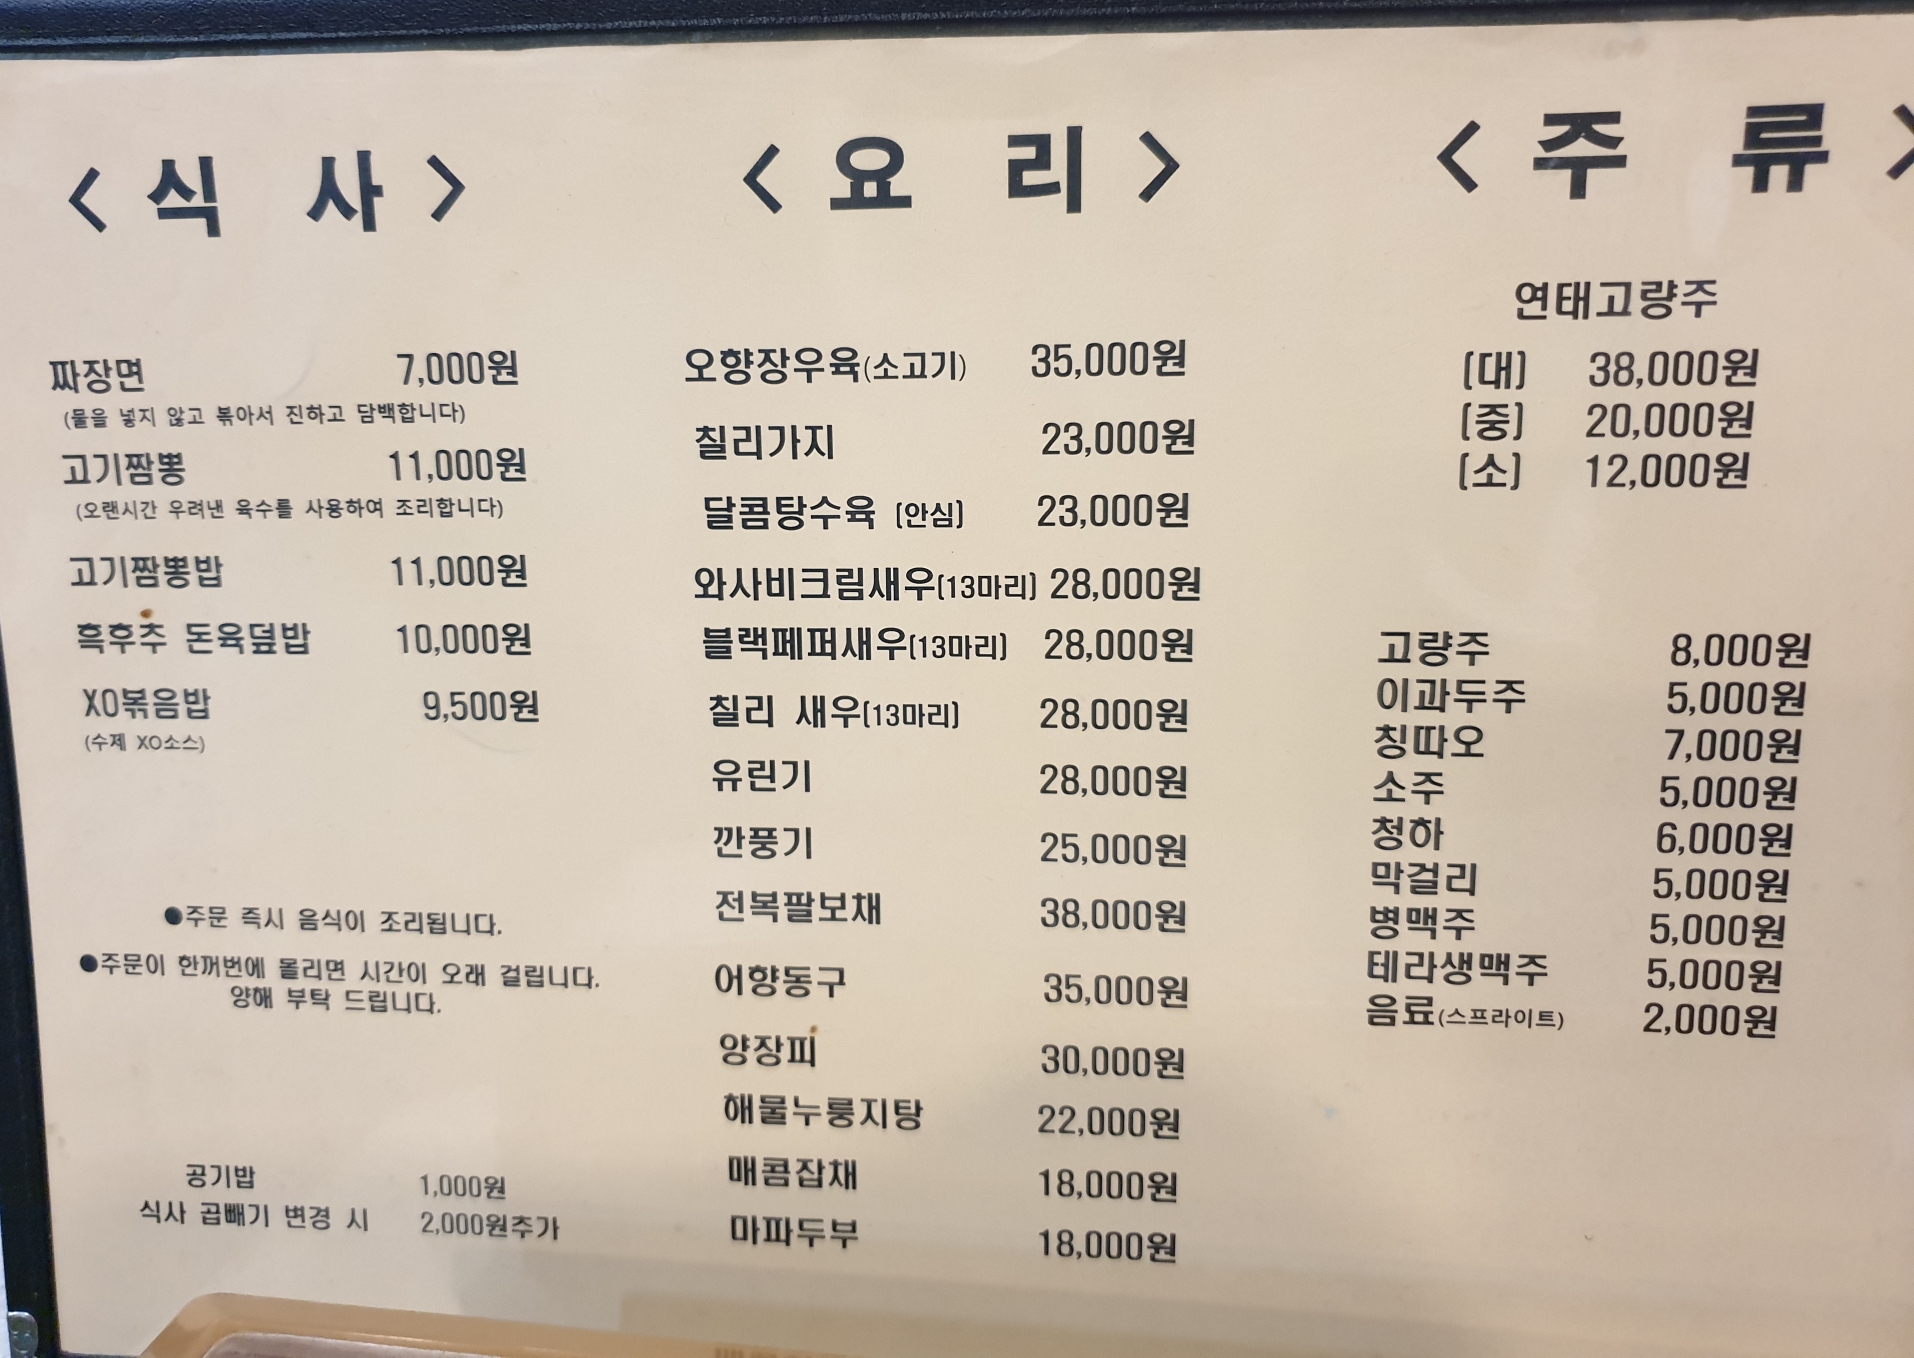 < 식 사 >
짜장면 7,000원
(물을 넣지 않고 볶아서 진하고 담백합니다)
고기짬뽕 11,000원
(오랜시간 우려낸 육수를 사용하여 조리합니다)
고기짬뽕밥 11,000원
흑후추 돈육덮밥 10,000원
XO볶음밥 9,500원
(수제 XO소스)
●주문 즉시 음식이 조리됩니다.
●주문이 한꺼번에 몰리면 시간이 오래 걸립니다.
양해 부탁 드립니다.
공기밥 1,000원
식사 곱빼기 변경 시 2,000원추가
< 요 리 >
오향장우육(소고기) 35,000원
칠리가지 23,000원
달콤탕수육 (안심) 23,000원
와사비크림새우(13마리) 28,000원
블랙페퍼새우(13마리) 28,000원
칠리 새우(13마리) 28,000원
유린기 28,000원
깐풍기 25,000원
전복팔보채 38,000원
어향동구 35,000원
양장피 30,000원
해물누룽지탕 22,000원
매콤잡채 18,000원
마파두부 18,000원
< 주 류 >
연태고량주
(대) 38,000원
(중) 20,000원
(소) 12,000원
고량주 8,000원
이과두주 5,000원
칭따오 7,000원
소주 5,000원
청하 6,000원
막걸리 5,000원
병맥주 5,000원
테라생맥주 5,000원
음료(스프라이트) 2,000원